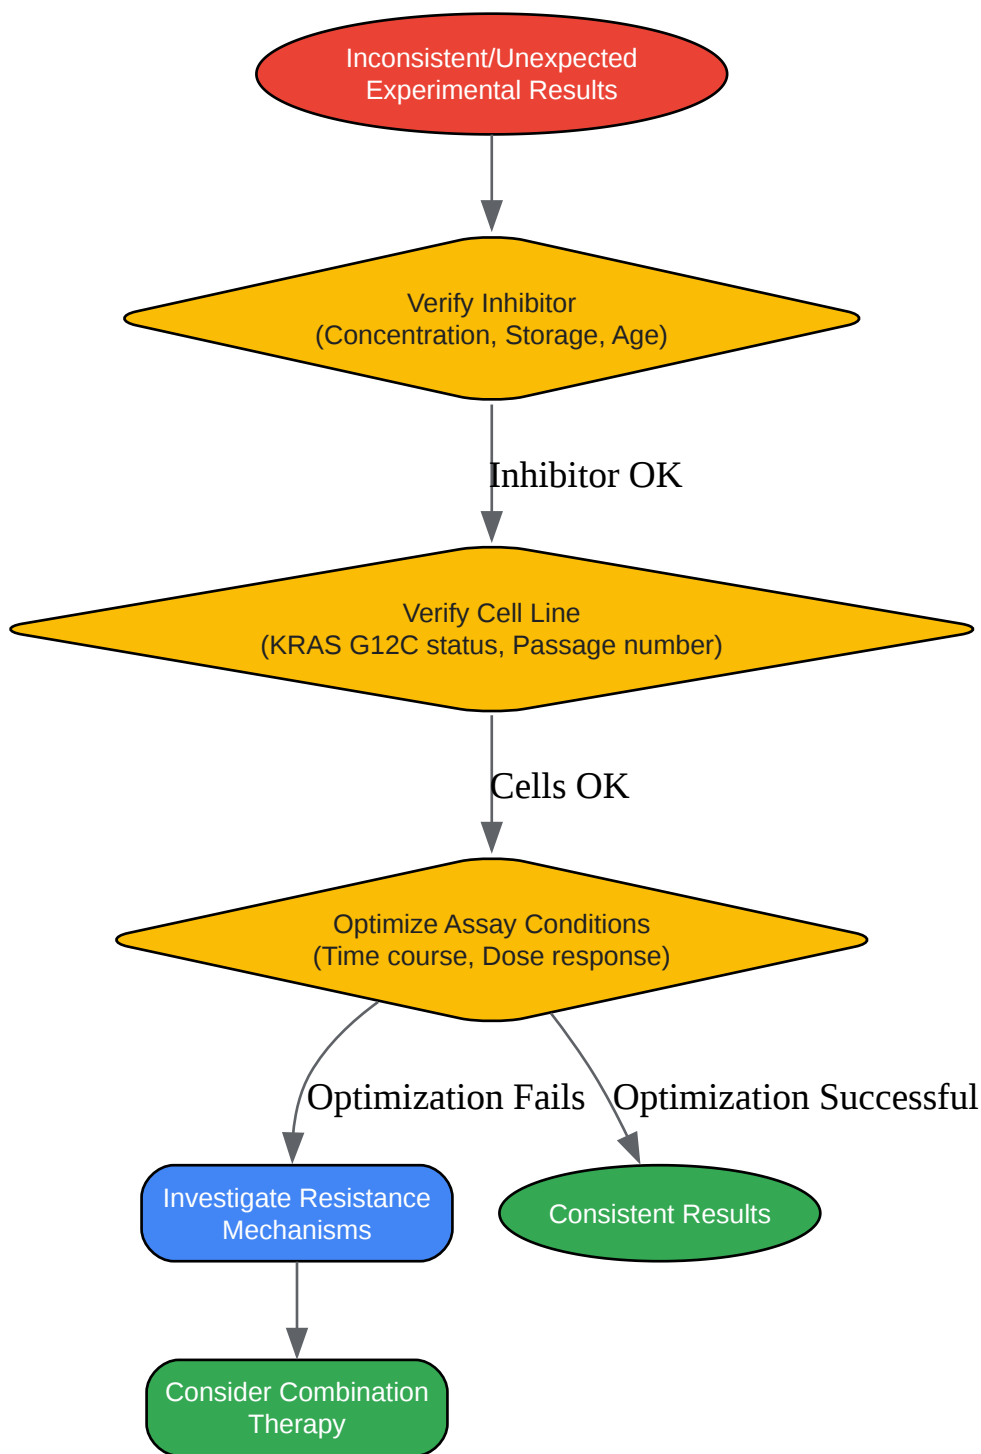 Inconsistent/Unexpected
Experimental Results
Verify Inhibitor
(Concentration, Storage, Age)
Inhibitor OK
Verify Cell Line
(KRAS G12C status, Passage number)
Cells OK
Optimize Assay Conditions
(Time course, Dose response)
Optimization Fails
Optimization Successful
Investigate Resistance
Mechanisms
Consistent Results
Consider Combination
Therapy